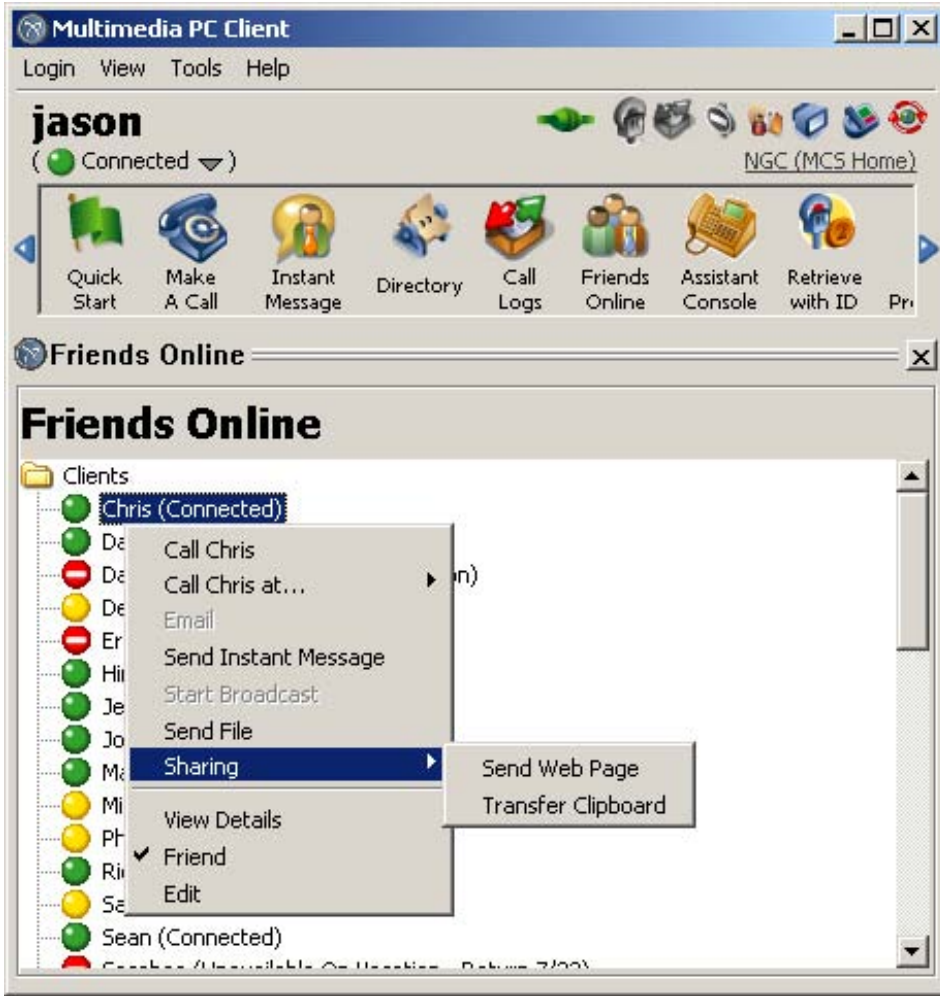 Multimedia PC Client
Login View Tools Help
jason
( Connected )
NGC (MCS Home)
Quick Start
Make A Call
Instant Message
Directory
Call Logs
Friends Online
Assistant Console
Retrieve with ID
Friends Online
Friends Online
Clients
Chris (Connected)
Call Chris
Call Chris at...
Email
Send Instant Message
Start Broadcast
Send File
Sharing
Send Web Page
Transfer Clipboard
View Details
Friend
Edit
Sean (Connected)